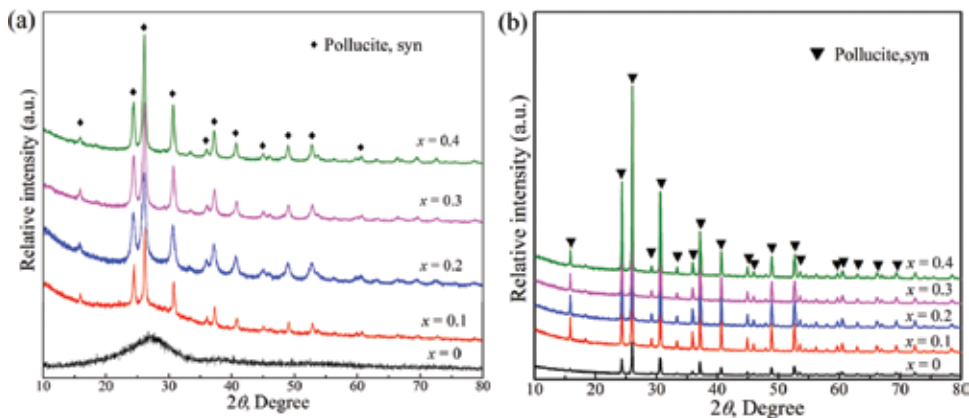 (a)
Pollucite, syn
Relative intensity (a.u.)
x = 0.4
x = 0.3
x = 0.2
x = 0.1
x = 0
10 20 30 40 50 60 70 80
2θ, Degree
(b)
Pollucite,syn
Relative intensity (a.u.)
x = 0.4
x = 0.3
x = 0.2
x = 0.1
x = 0
10 20 30 40 50 60 70 80
2θ, Degree